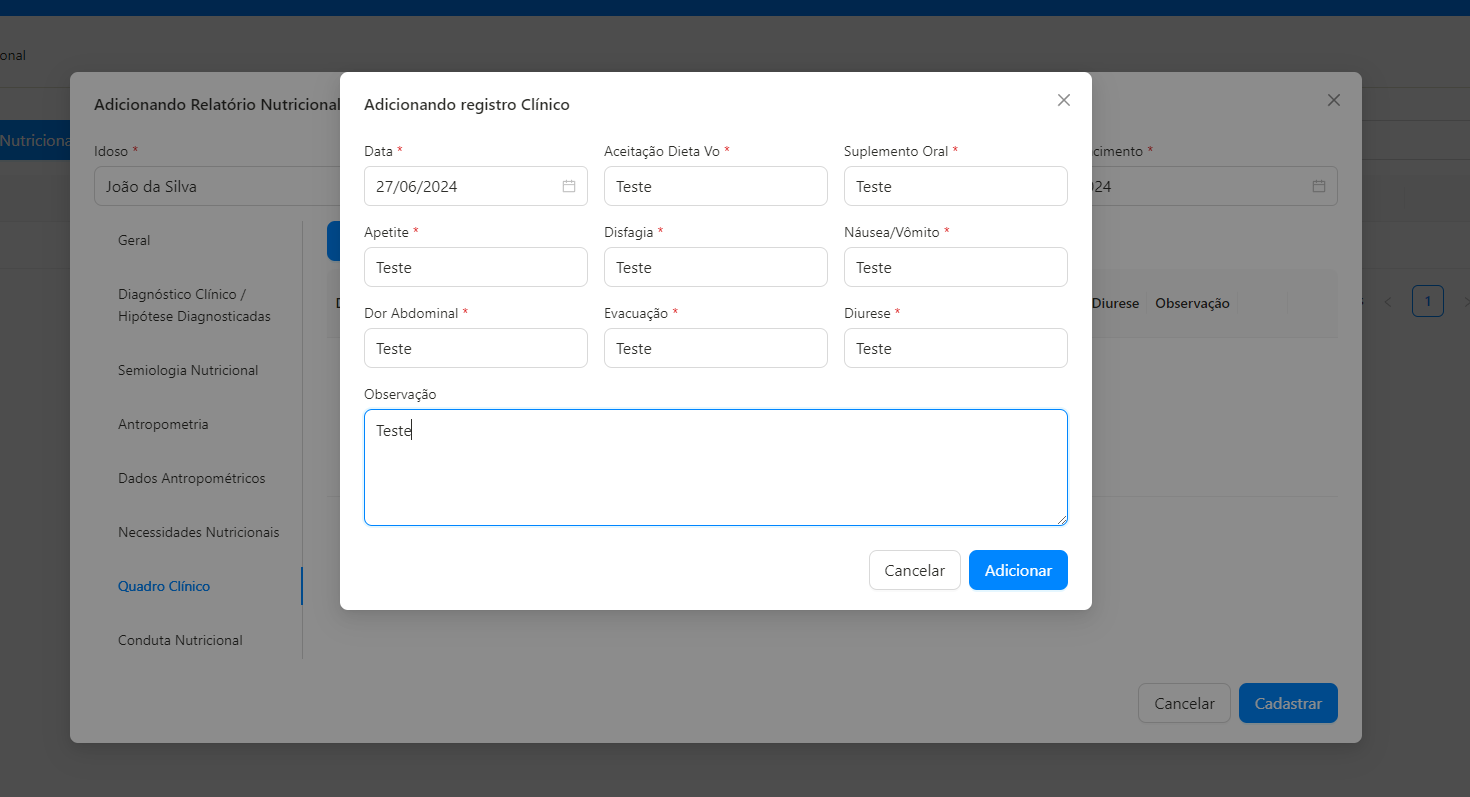 onal
Adicionando Relatório Nutricional
Adicionando registro Clínico
Nutriciona
Idoso *
João da Silva
cimento *
24
Data *
Aceitação Dieta Vo *
Suplemento Oral *
27/06/2024
Teste
Teste
Apetite *
Disfagia *
Náusea/Vômito *
Teste
Teste
Teste
Dor Abdominal *
Evacuação *
Diurese *
Teste
Teste
Teste
Observação
Teste
Cancelar
Adicionar
Geral
Diagnóstico Clínico /
Hipótese Diagnosticadas
Semiologia Nutricional
Antropometria
Dados Antropométricos
Necessidades Nutricionais
Quadro Clínico
Conduta Nutricional
Diurese
Observação
1
Cancelar
Cadastrar